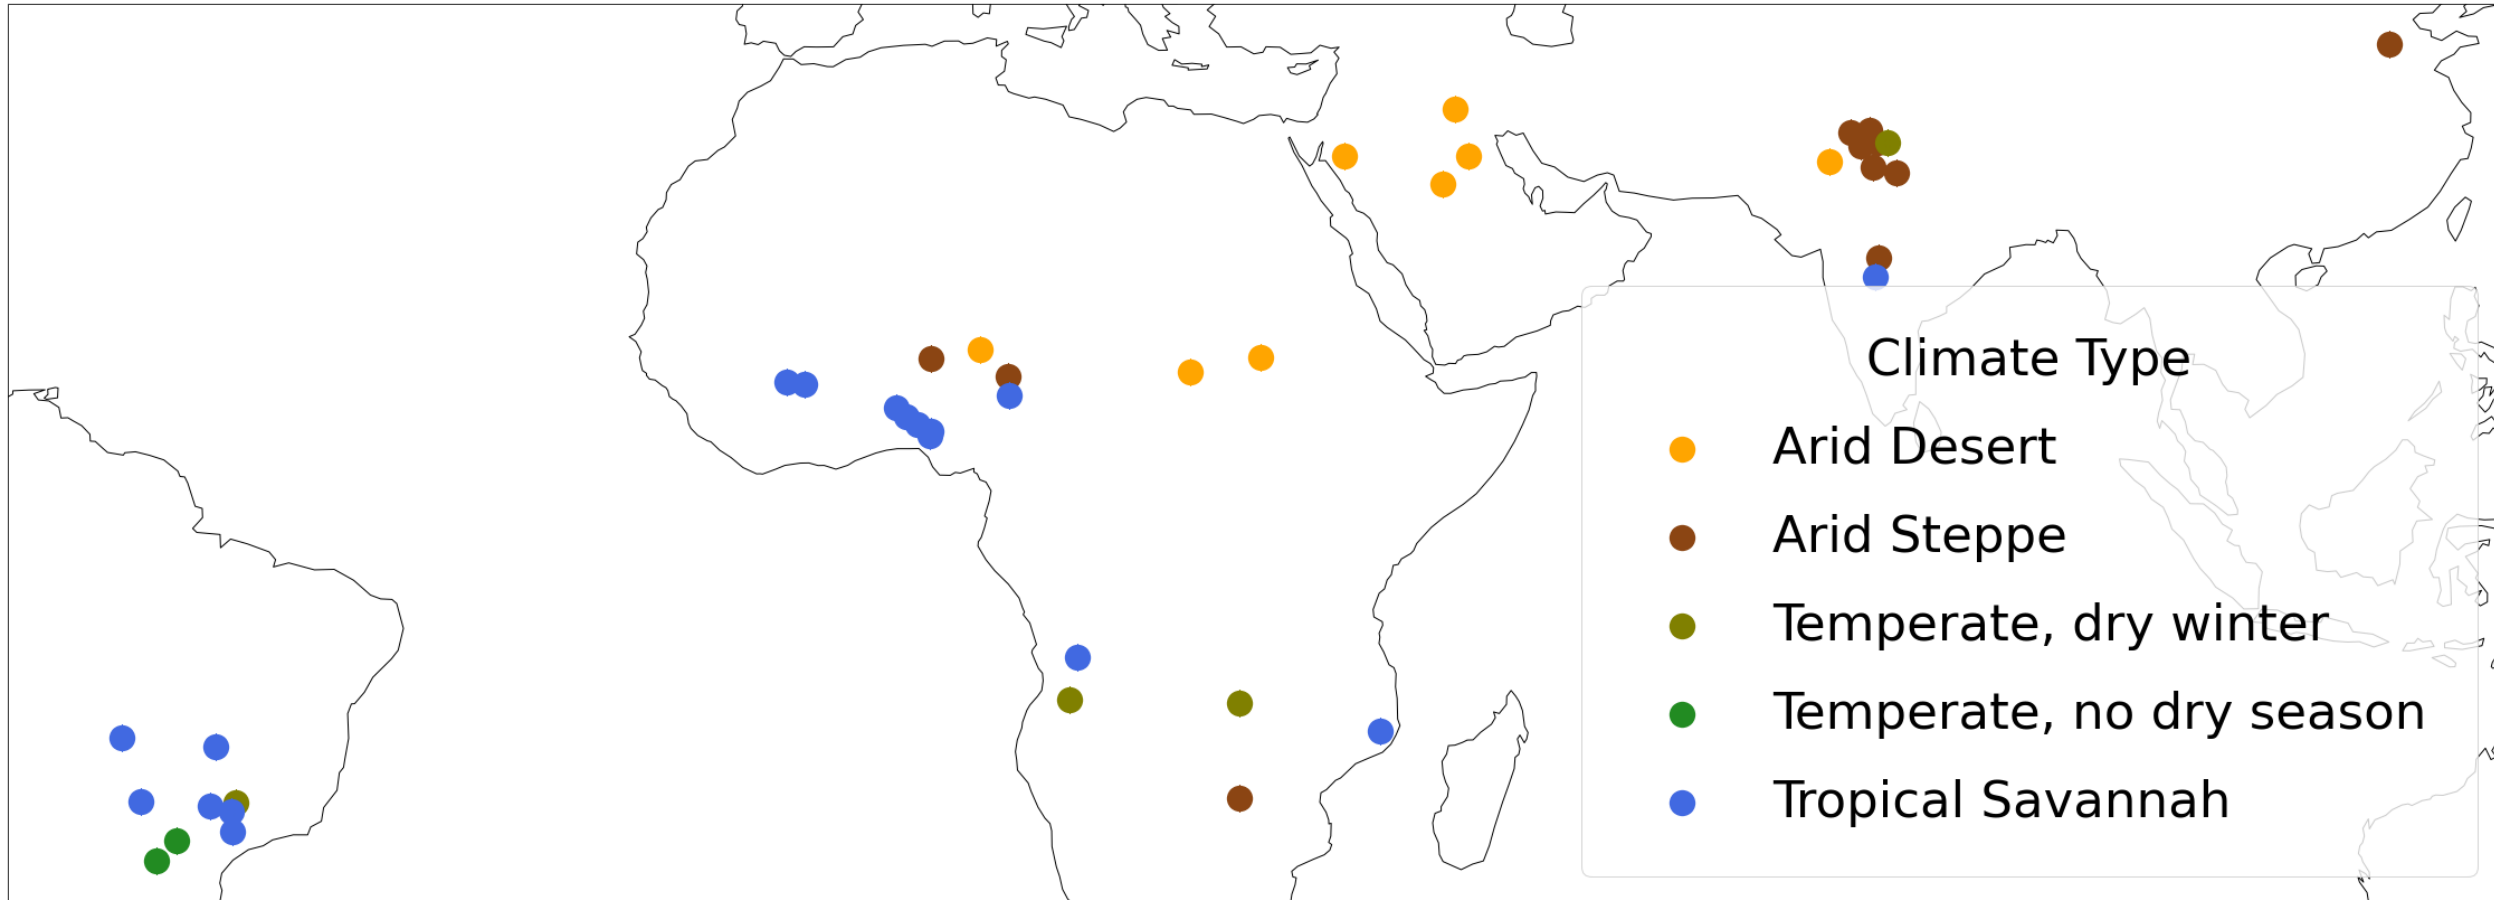 Climate Type
Arid Desert
Arid Steppe
Temperate, dry winter
Temperate, no dry season
Tropical Savannah